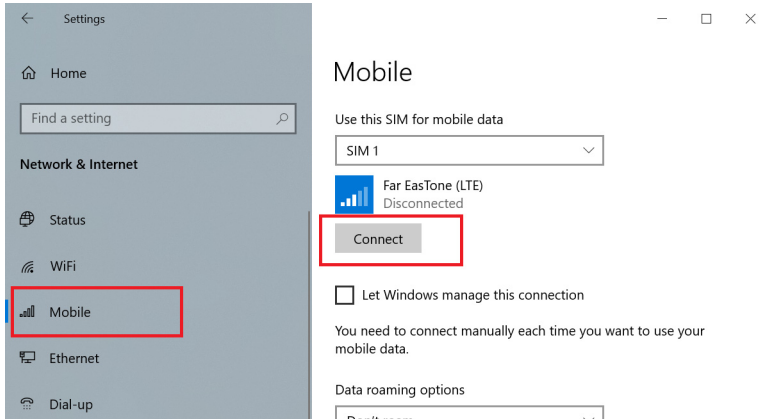 Settings
Home
Find a setting
Network & Internet
Status
WiFi
Mobile
Ethernet
Dial-up
Mobile
Use this SIM for mobile data
SIM 1
Far EasTone (LTE)
Disconnected
Connect
Let Windows manage this connection
You need to connect manually each time you want to use your
mobile data.
Data roaming options
Don't roam